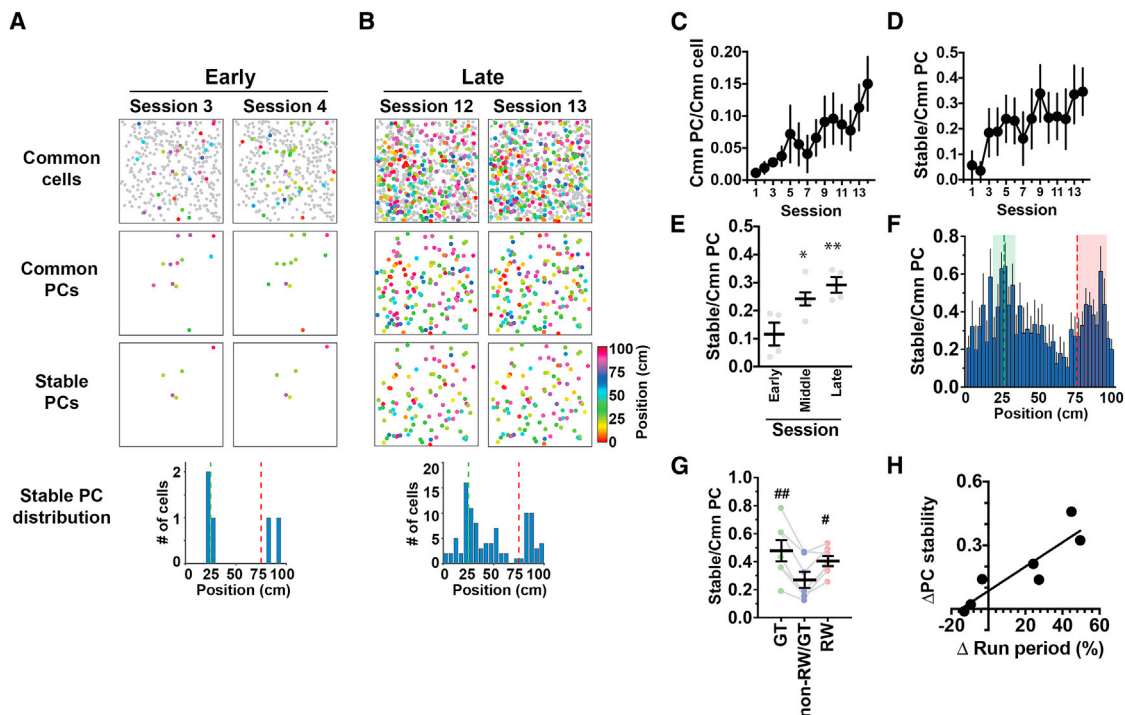 A
Early
Session 3
Session 4
Common
cells
Common
PCs
Stable
PCs
Stable PC
distribution
# of cells
2
1
0
0
25
50
75
100
Position (cm)
B
Late
Session 12
Session 13
100
75
50
25
0
Position (cm)
# of cells
20
15
10
5
0
0
25
50
75
100
Position (cm)
C
Cmn PC/Cmn cell
0.20
0.15
0.10
0.05
0.00
1
3
5
7
9
11
13
Session
D
Stable/Cmn PC
0.5
0.4
0.3
0.2
0.1
0.0
1
3
5
7
9
11
13
Session
E
Stable/Cmn PC
0.5
0.4
0.3
0.2
0.1
0
*
**
Early
Middle
Late
Session
F
Stable/Cmn PC
0.8
0.6
0.4
0.2
0.0
0
25
50
75
100
Position (cm)
G
Stable/Cmn PC
1.0
0.8
0.6
0.4
0.2
0.0
##
#
GT
non-RW/GT
RW
H
ΔPC stability
0.6
0.3
-20
20
40
60
Δ Run period (%)